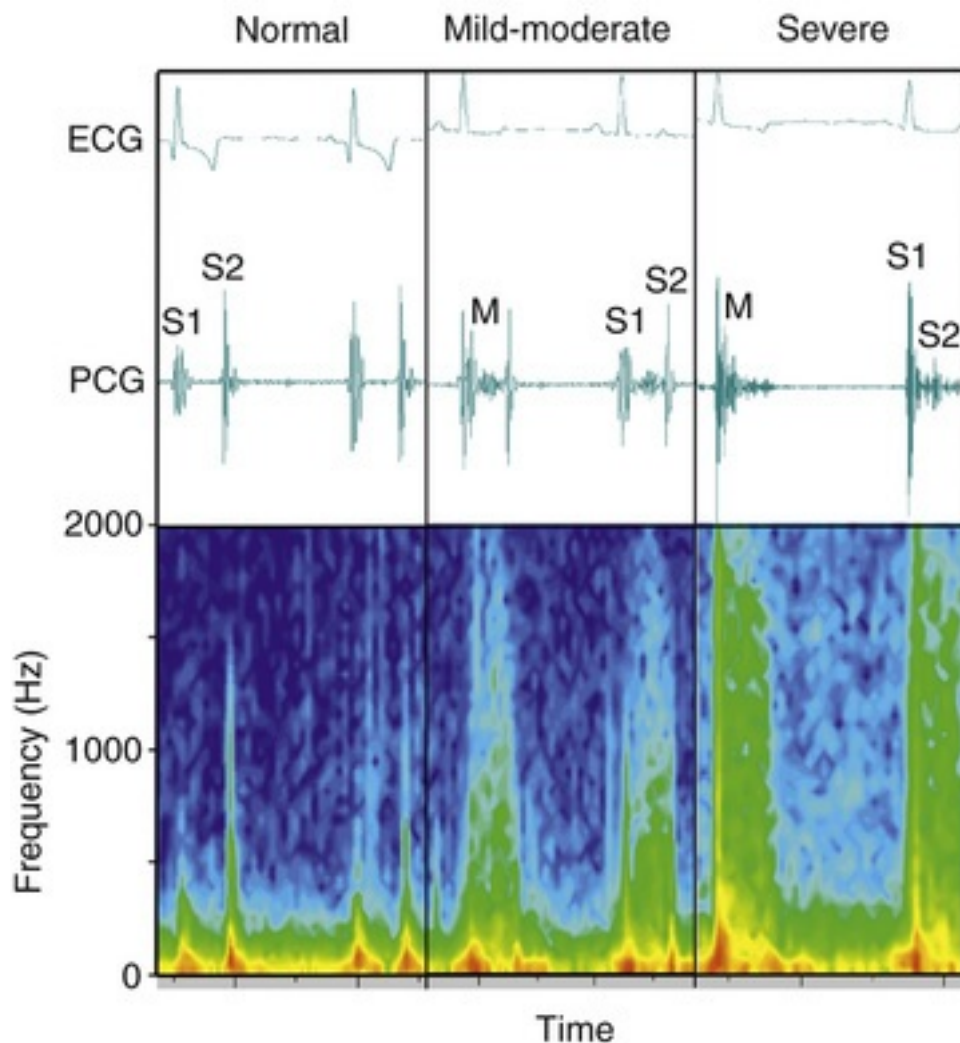 Normal Mild-moderate Severe
ECG
S2
S1
M
S2
S1
S1
M
S2
PCG
2000
1000
0
Frequency (Hz)
Time